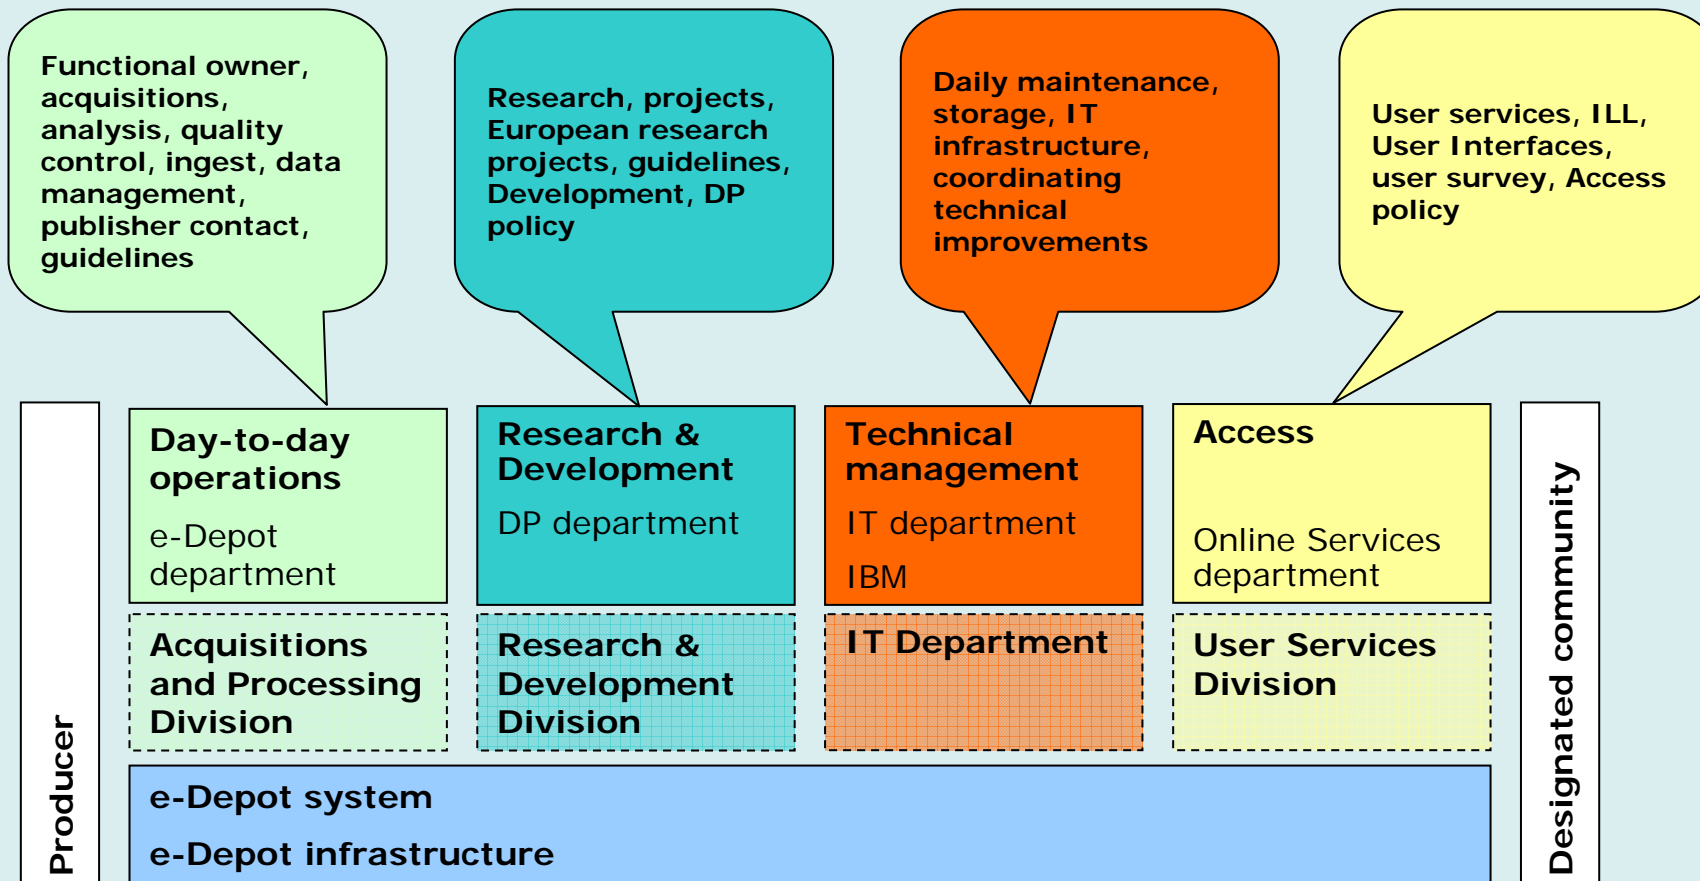 Functional owner,
acquisitions,
analysis, quality
control, ingest, data
management,
publisher contact,
guidelines
Research, projects,
European research
projects, guidelines,
Development, DP
policy
Daily maintenance,
storage, IT
infrastructure,
coordinating
technical
improvements
User services, ILL,
User Interfaces,
user survey, Access
policy
Producer
Day-to-day
operations
e-Depot
department
Research &
Development
DP department
Technical
management
IT department
IBM
Access
Online Services
department
Acquisitions
and Processing
Division
Research &
Development
Division
IT Department
User Services
Division
e-Depot system
e-Depot infrastructure
Designated community